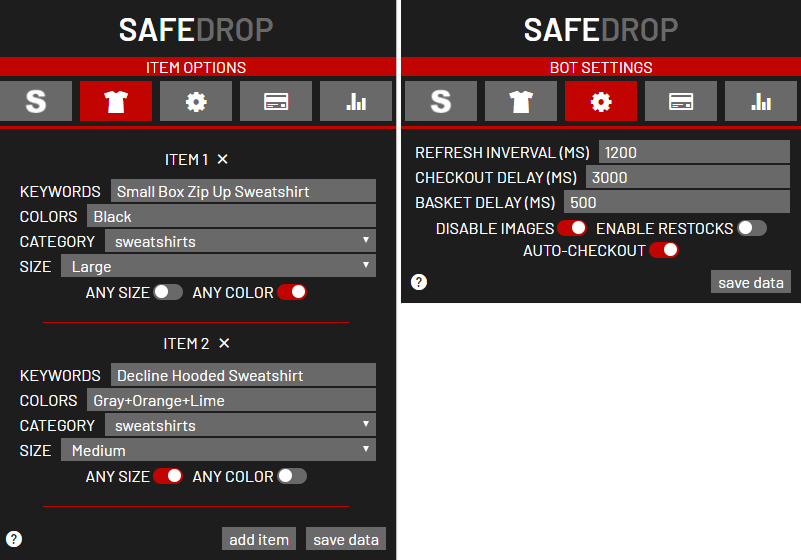 SAFEDROP
ITEM OPTIONS
S
ITEM 1 ✕
KEYWORDS Small Box Zip Up Sweatshirt
COLORS Black
CATEGORY sweatshirts
SIZE Large
ANY SIZE ANY COLOR
ITEM 2 ✕
KEYWORDS Decline Hooded Sweatshirt
COLORS Gray+Orange+Lime
CATEGORY sweatshirts
SIZE Medium
ANY SIZE ANY COLOR
? add item save data
SAFEDROP
BOT SETTINGS
S
REFRESH INVERVAL (MS) 1200
CHECKOUT DELAY (MS) 3000
BASKET DELAY (MS) 500
DISABLE IMAGES ENABLE RESTOCKS
AUTO-CHECKOUT
? save data